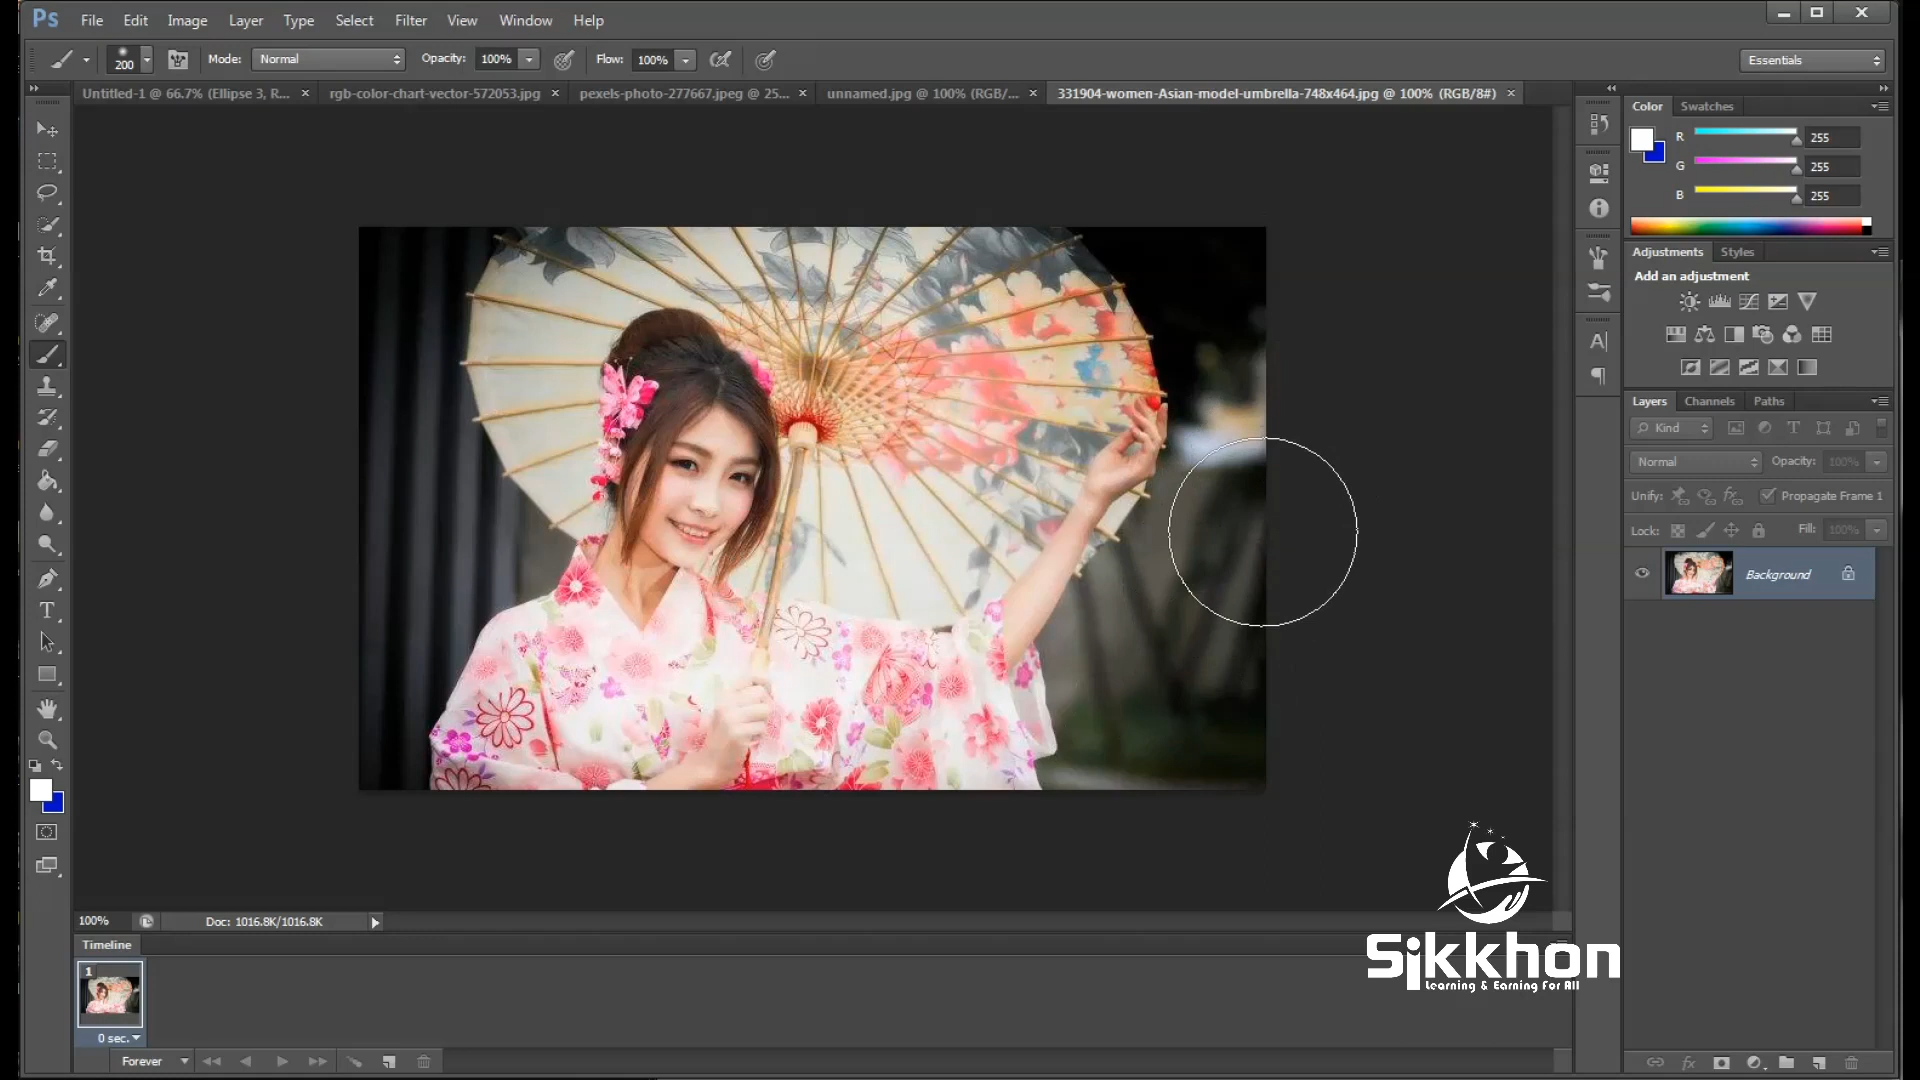 Ps File Edit Image Layer Type Select Filter View Window Help
200 Mode: Normal Opacity: 100% Flow: 100% Essentials
Untitled-1 @ 66.7% (Ellipse 3, R... × rgb-color-chart-vector-572053.jpg × pexels-photo-277667.jpeg @ 25... × unnamed.jpg @ 100% (RGB/... × 331904-women-Asian-model-umbrella-748x464.jpg @ 100% (RGB/8#) ×
Color Swatches
R 255
G 255
B 255
Adjustments Styles
Add an adjustment
Layers Channels Paths
Kind
Normal Opacity: 100%
Unify: Propagate Frame 1
Lock: Fill: 100%
Background
100% Doc: 1016.8K/1016.8K
Timeline
1
0 sec.
Forever
Sikkhon
Learning & Earning For All